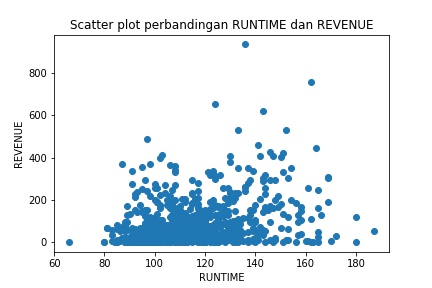 Scatter plot perbandingan RUNTIME dan REVENUE
REVENUE
800
600
400
200
0
60 80 100 120 140 160 180
RUNTIME